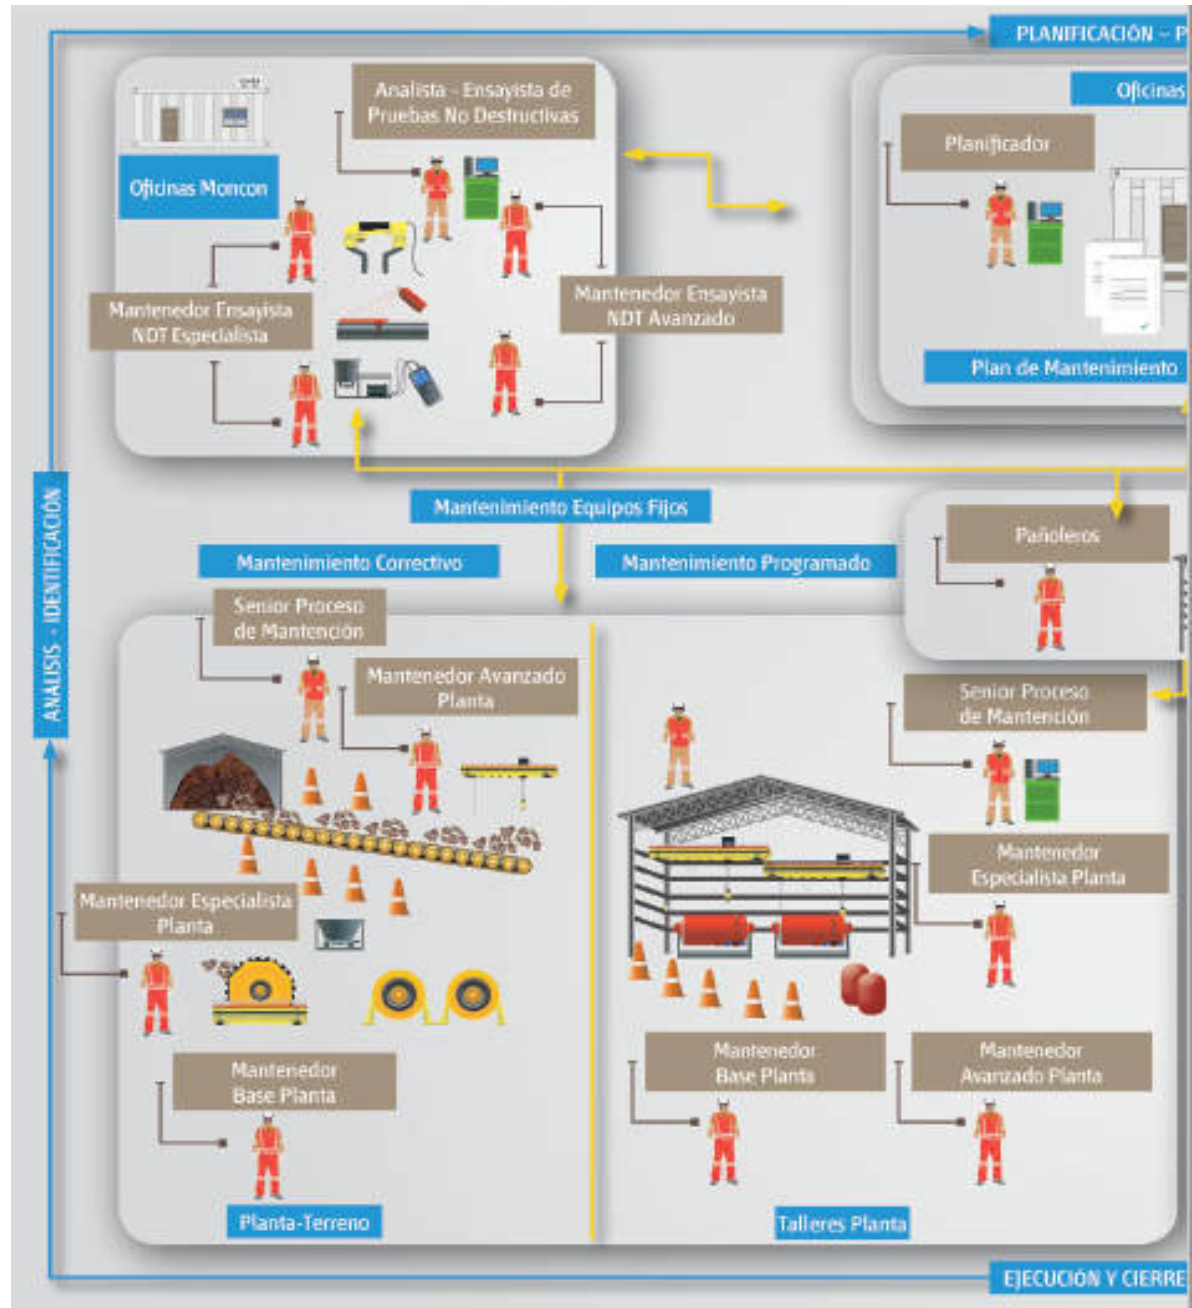 PLANIFICACIÓN – P
Analista - Ensayista de
Pruebas No Destructivas
Oficinas Moncon
Mantenedor Ensayista
NDT Especialista
Mantenedor Ensayista
NDT Avanzado
Oficinas
Planificador
Plan de Mantenimiento
ANÁLISIS - IDENTIFICACIÓN
Mantenimiento Equipos Fijos
Mantenimiento Correctivo
Mantenimiento Programado
Pañoleros
Senior Proceso
de Mantención
Mantenedor Avanzado
Planta
Mantenedor Especialista
Planta
Mantenedor
Base Planta
Planta-Terreno
Senior Proceso
de Mantención
Mantenedor
Especialista Planta
Mantenedor
Base Planta
Mantenedor
Avanzado Planta
Talleres Planta
EJECUCIÓN Y CIERRE